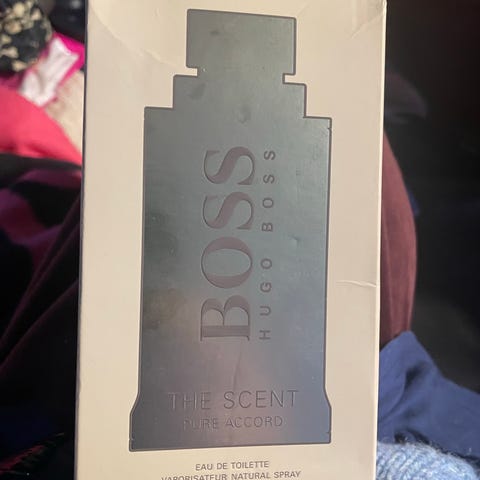 BOSS
HUGO BOSS
THE SCENT
PURE ACCORD
EAU DE TOILETTE
VAPORISATEUR NATURAL SPRAY